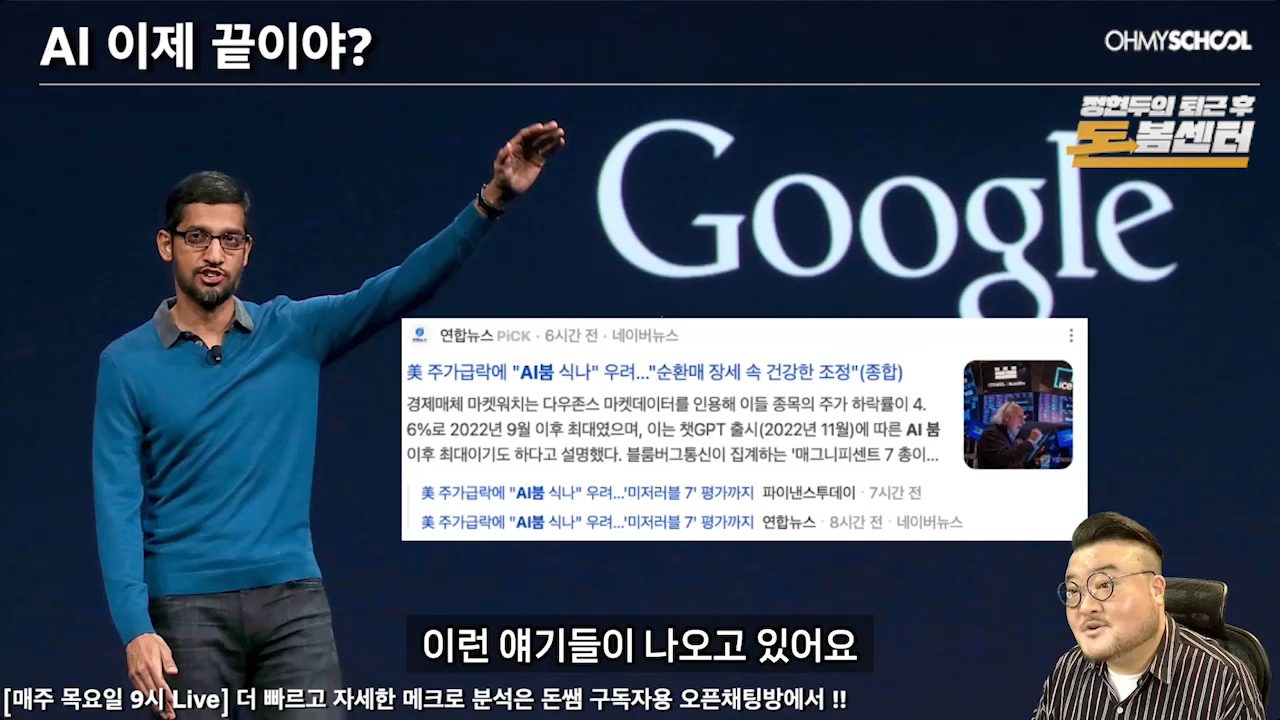 AI 이제 끝이야?
OHMYSCHOOL
정현두의 퇴근 후
돈봄센터
Google
연합뉴스 PiCK · 6시간 전 · 네이버뉴스
美 주가급락에 "AI붐 식나" 우려..."순환매 장세 속 건강한 조정"(종합)
경제매체 마켓워치는 다우존스 마켓데이터를 인용해 이들 종목의 주가 하락률이 4.
6%로 2022년 9월 이후 최대였으며, 이는 챗GPT 출시(2022년 11월)에 따른 AI 붐
이후 최대이기도 하다고 설명했다. 블룸버그통신이 집계하는 '매그니피센트 7 총이...
美 주가급락에 "AI붐 식나" 우려...'미저러블 7' 평가까지 파이낸스투데이 · 7시간 전
美 주가급락에 "AI붐 식나" 우려...'미저러블 7' 평가까지 연합뉴스 · 8시간 전 · 네이버뉴스
이런 얘기들이 나오고 있어요
[매주 목요일 9시 Live] 더 빠르고 자세한 메크로 분석은 돈쌤 구독자용 오픈채팅방에서 !!